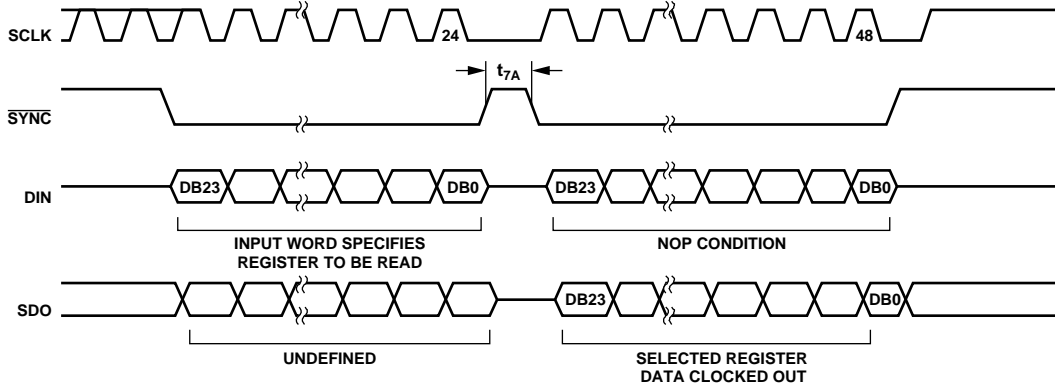 SCLK
24
48
t7A
SYNC
DIN
DB23
DB0
DB23
DB0
INPUT WORD SPECIFIES
REGISTER TO BE READ
NOP CONDITION
SDO
DB23
DB0
UNDEFINED
SELECTED REGISTER
DATA CLOCKED OUT